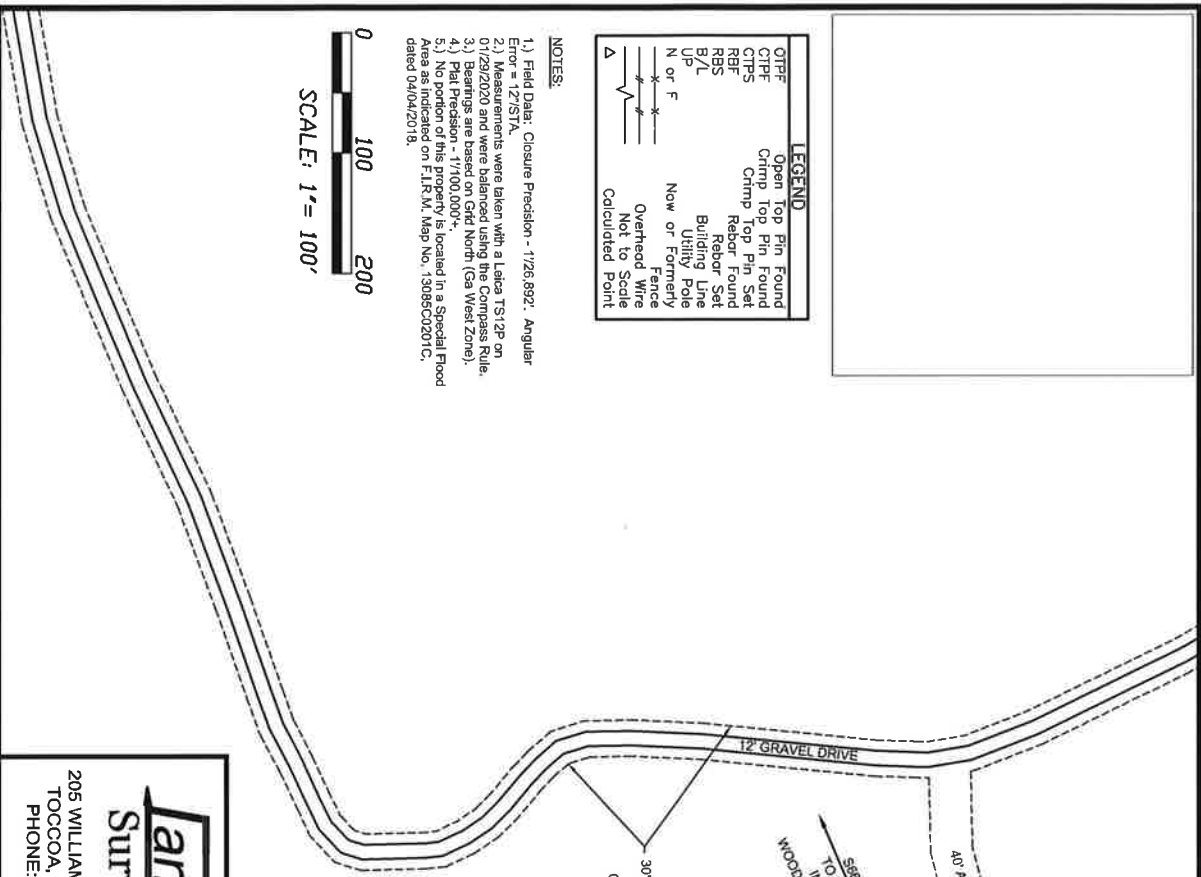 LEGEND
OTPF Open Top Pin Found
CTPF Crimp Top Pin Found
CTPS Crimp Top Pin Set
RBF Rebar Found
RBS Rebar Set
B/L Building Line
UP Utility Pole
N or F Now or Formerly
Fence
Overhead Wire
Not to Scale
Δ Calculated Point
NOTES:
1.) Field Data: Closure Precision - 1'/26,892'. Angular
Error = 12"/STA.
2.) Measurements were taken with a Leica TS12P on
01/29/2020 and were balanced using the Compass Rule.
3.) Bearings are based on Grid North (Ga West Zone).
4.) Plat Precision - 1'/100,000'+.
5.) No portion of this property is located in a Special Flood
Area as indicated on F.I.R.M. Map No. 13085C0201C,
dated 04/04/2018.
0 100 200
SCALE: 1"= 100'
12' GRAVEL DRIVE
40' A
TO
WOOD
30'
Sur
205 WILLIAM
TOCCOA,
PHONE: